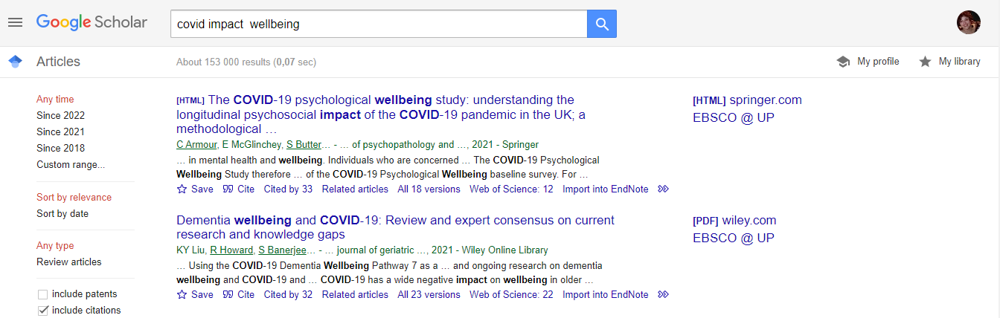 Google Scholar
covid impact  wellbeing
Articles
About 153 000 results (0,07 sec)
My profile
My library
Any time
Since 2022
Since 2021
Since 2018
Custom range...
Sort by relevance
Sort by date
Any type
Review articles
include patents
include citations
[HTML] The COVID-19 psychological wellbeing study: understanding the
longitudinal psychosocial impact of the COVID-19 pandemic in the UK; a
methodological …
C Armour, E McGlinchey, S Butter… - … of psychopathology and …, 2021 - Springer
… in mental health and wellbeing. Individuals who are concerned … The COVID-19 Psychological
Wellbeing Study therefore … of the COVID-19 Psychological Wellbeing baseline survey. For …
Save Cite Cited by 33 Related articles All 18 versions Web of Science: 12 Import into EndNote
[HTML] springer.com
EBSCO @ UP
Dementia wellbeing and COVID-19: Review and expert consensus on current
research and knowledge gaps
KY Liu, R Howard, S Banerjee… - … journal of geriatric …, 2021 - Wiley Online Library
… Using the COVID-19 Dementia Wellbeing Pathway 7 as a … and ongoing research on dementia
wellbeing and COVID-19 and … COVID-19 has a wide negative impact on wellbeing in older …
Save Cite Cited by 32 Related articles All 23 versions Web of Science: 22 Import into EndNote
[PDF] wiley.com
EBSCO @ UP